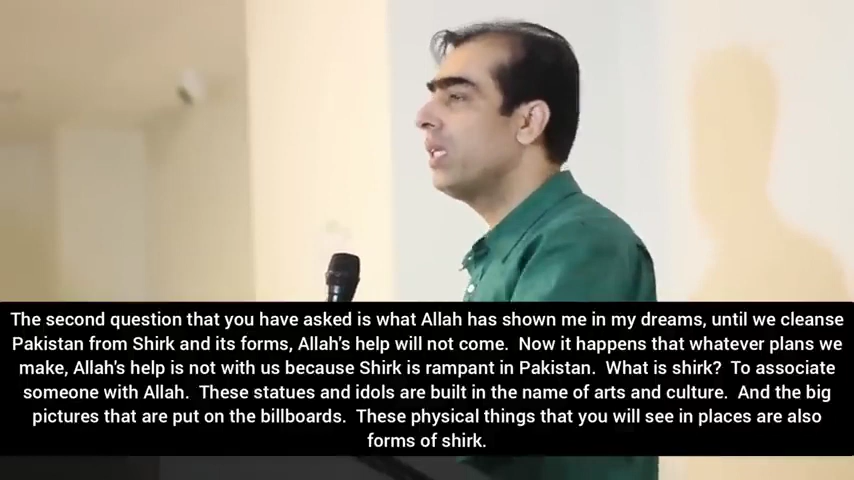 The second question that you have asked is what Allah has shown me in my dreams, until we cleanse
Pakistan from Shirk and its forms, Allah's help will not come.  Now it happens that whatever plans we
make, Allah's help is not with us because Shirk is rampant in Pakistan.  What is shirk?  To associate
someone with Allah.  These statues and idols are built in the name of arts and culture.  And the big
pictures that are put on the billboards.  These physical things that you will see in places are also
forms of shirk.